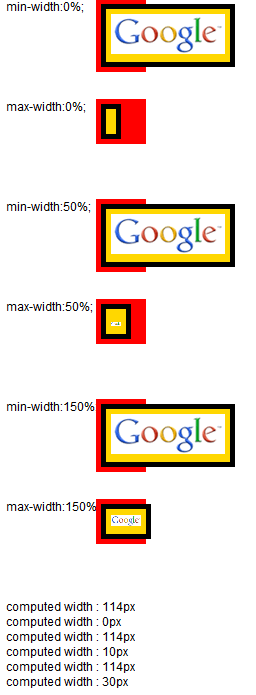 min-width:0%;
Google
max-width:0%;
min-width:50%;
Google
max-width:50%;
min-width:150%
Google
max-width:150%
Google
computed width : 114px
computed width : 0px
computed width : 114px
computed width : 10px
computed width : 114px
computed width : 30px